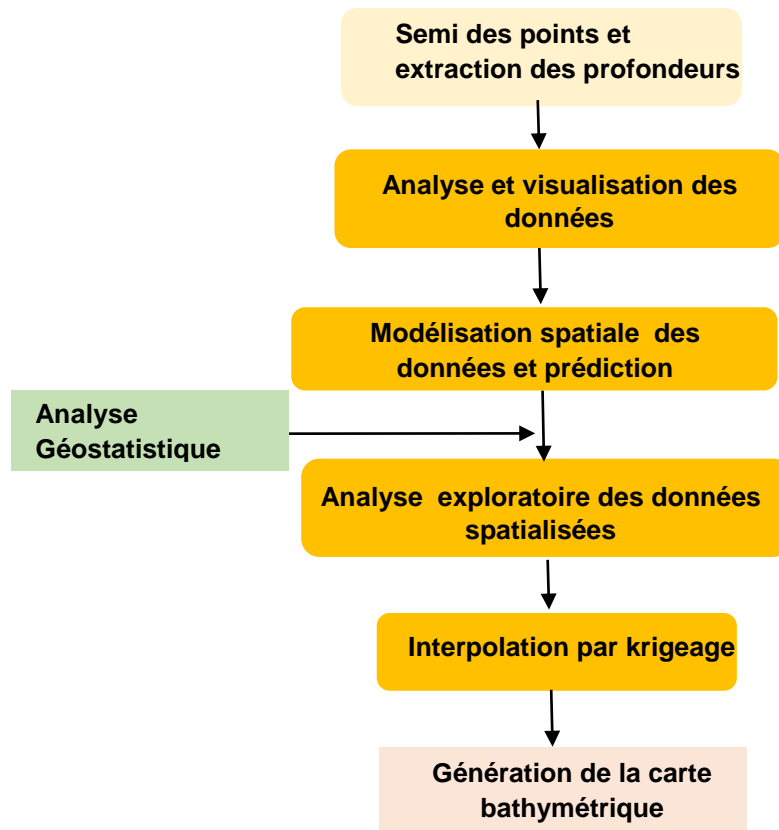 Semi des points et
extraction des profondeurs
Analyse et visualisation des
données
Modélisation spatiale des
données et prédiction
Analyse
Géostatistique
Analyse exploratoire des données
spatialisées
Interpolation par krigeage
Génération de la carte
bathymétrique